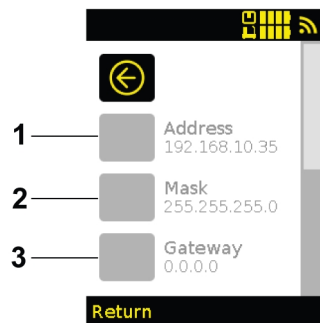 1
Address
192.168.10.35
2
Mask
255.255.255.0
3
Gateway
0.0.0.0
Return